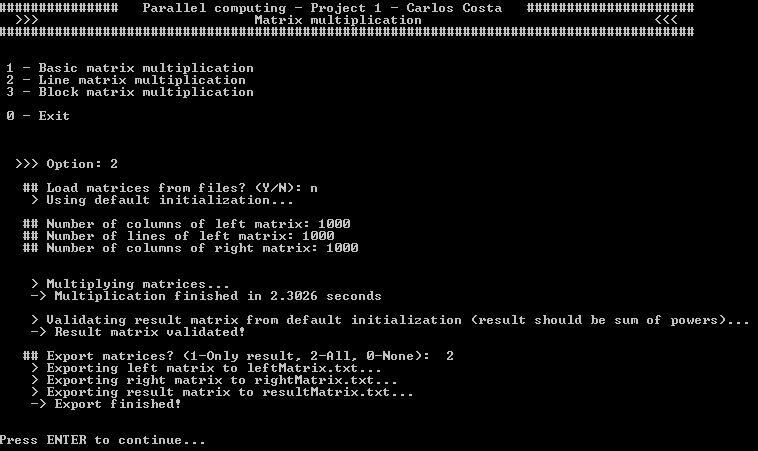 ###############   Parallel computing - Project 1 - Carlos Costa   #####################
>>>                           Matrix multiplication                             <<<
#######################################################################################
1 - Basic matrix multiplication
2 - Line matrix multiplication
3 - Block matrix multiplication
0 - Exit
>>> Option: 2
## Load matrices from files? (Y/N): n
> Using default initialization...
## Number of columns of left matrix: 1000
## Number of lines of left matrix: 1000
## Number of columns of right matrix: 1000
> Multiplying matrices...
-> Multiplication finished in 2.3026 seconds
> Validating result matrix from default initialization (result should be sum of powers)...
-> Result matrix validated!
## Export matrices? (1-Only result, 2-All, 0-None):  2
> Exporting left matrix to leftMatrix.txt...
> Exporting right matrix to rightMatrix.txt...
> Exporting result matrix to resultMatrix.txt...
-> Export finished!
Press ENTER to continue...